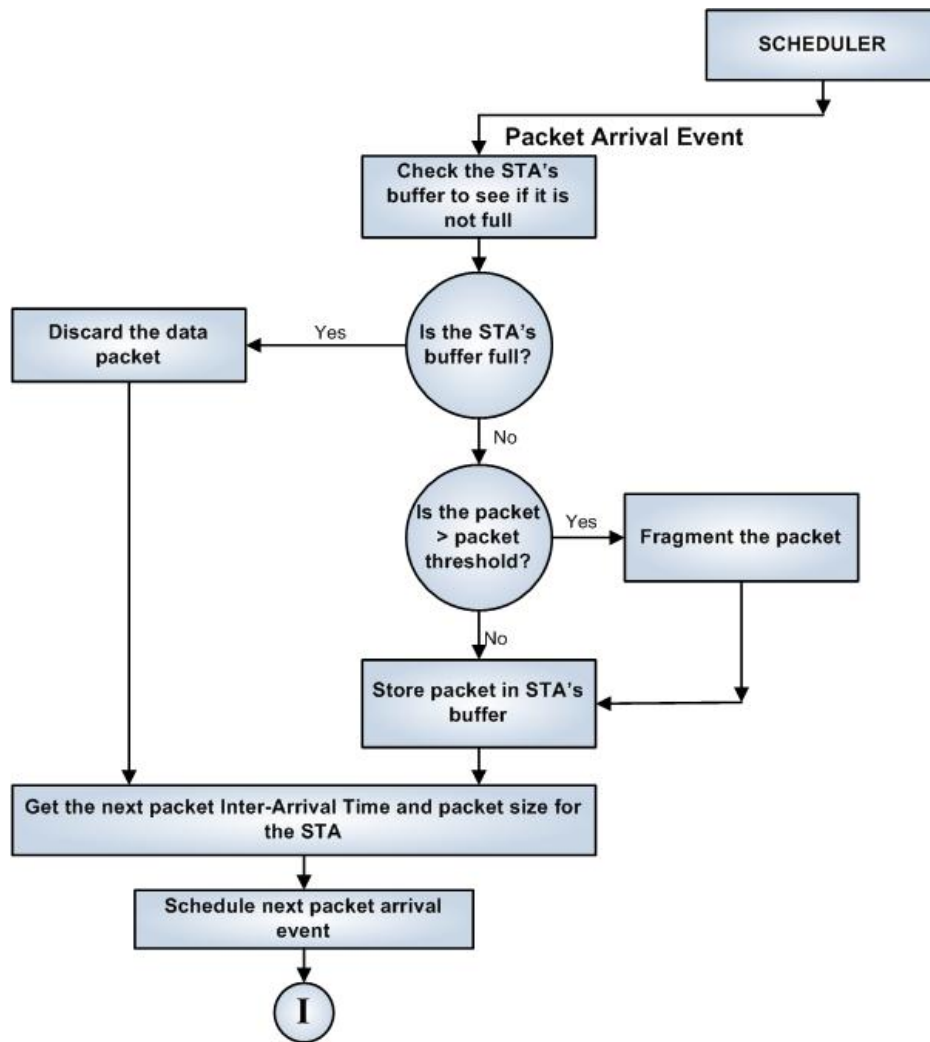 SCHEDULER
Packet Arrival Event
Check the STA's
buffer to see if it is
not full
Discard the data
packet
Yes
Is the STA's
buffer full?
No
Is the packet
> packet
threshold?
Yes
Fragment the packet
No
Store packet in STA's
buffer
Get the next packet Inter-Arrival Time and packet size for
the STA
Schedule next packet arrival
event
I